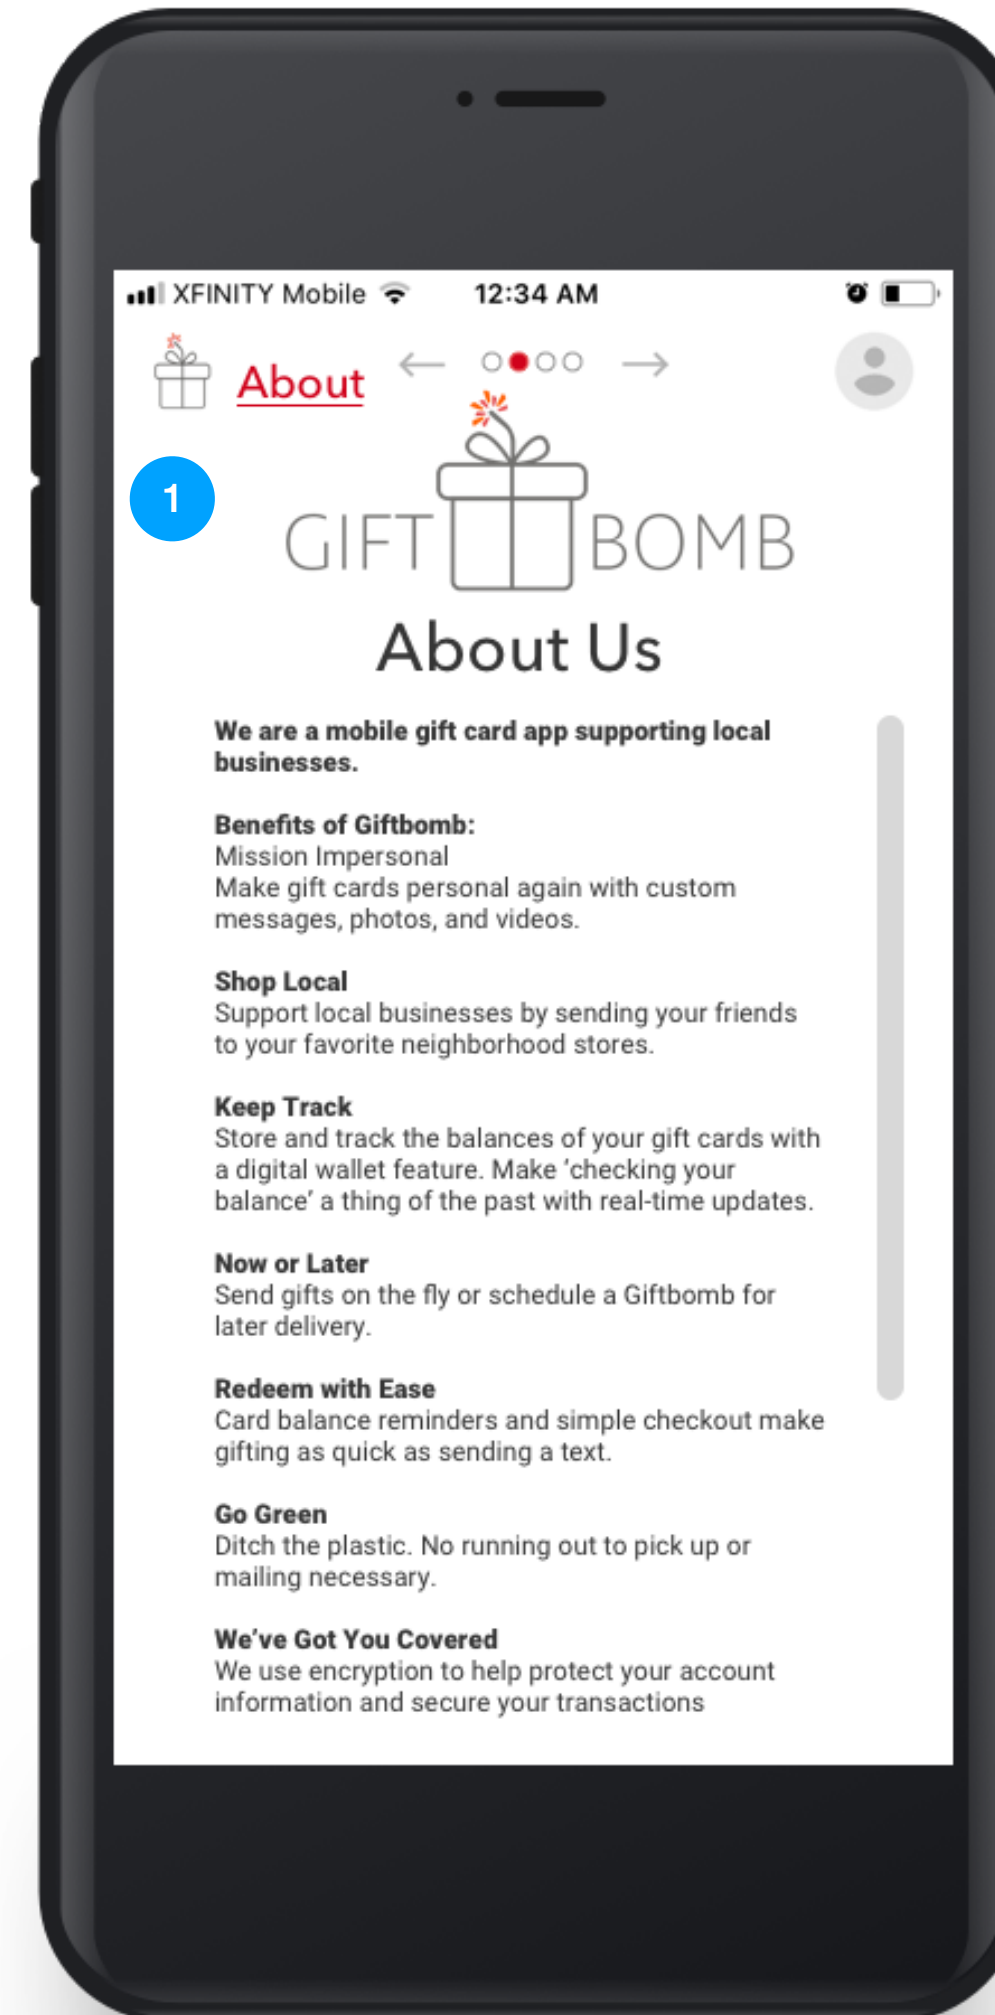 XFINITY Mobile 12:34 AM
About
1
GIFT BOMB
About Us
We are a mobile gift card app supporting local
businesses.
Benefits of Giftbomb:
Mission Impersonal
Make gift cards personal again with custom
messages, photos, and videos.
Shop Local
Support local businesses by sending your friends
to your favorite neighborhood stores.
Keep Track
Store and track the balances of your gift cards with
a digital wallet feature. Make ‘checking your
balance’ a thing of the past with real-time updates.
Now or Later
Send gifts on the fly or schedule a Giftbomb for
later delivery.
Redeem with Ease
Card balance reminders and simple checkout make
gifting as quick as sending a text.
Go Green
Ditch the plastic. No running out to pick up or
mailing necessary.
We’ve Got You Covered
We use encryption to help protect your account
information and secure your transactions